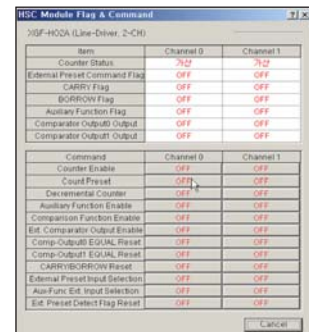 HSC Module Flag & Command
XGF-HO2A (Line-Driver, 2-CH)
Item Channel 0 Channel 1
Counter Status 가산 가산
External Preset Command Flag OFF OFF
CARRY Flag OFF OFF
BORROW Flag OFF OFF
Auxiliary Function Flag OFF OFF
Comparator Output0 Output OFF OFF
Comparator Output1 Output OFF OFF
Command Channel 0 Channel 1
Counter Enable OFF OFF
Count Preset OFF OFF
Decremental Counter OFF OFF
Auxiliary Function Enable OFF OFF
Comparison Function Enable OFF OFF
Ext. Comparator Output Enable OFF OFF
Comp-Output0 EQUAL Reset OFF OFF
Comp-Output1 EQUAL Reset OFF OFF
CARRY/BORROW Reset OFF OFF
External Preset Input Selection OFF OFF
Aux-Func Ext. Input Selection OFF OFF
Ext. Preset Detect Flag Reset OFF OFF
Cancel